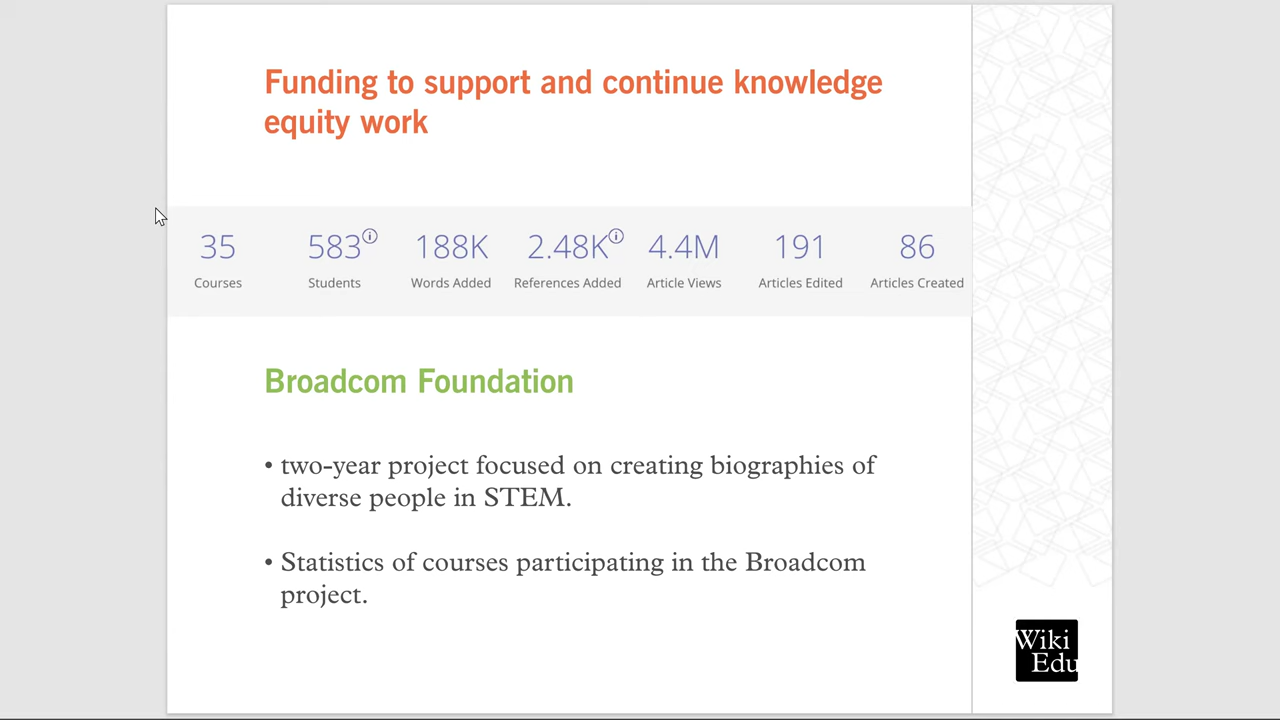 Funding to support and continue knowledge
equity work
35 583 188K 2.48K 4.4M 191 86
Courses Students Words Added References Added Article Views Articles Edited Articles Created
Broadcom Foundation
• two-year project focused on creating biographies of
diverse people in STEM.
• Statistics of courses participating in the Broadcom
project.
Wiki
Edu